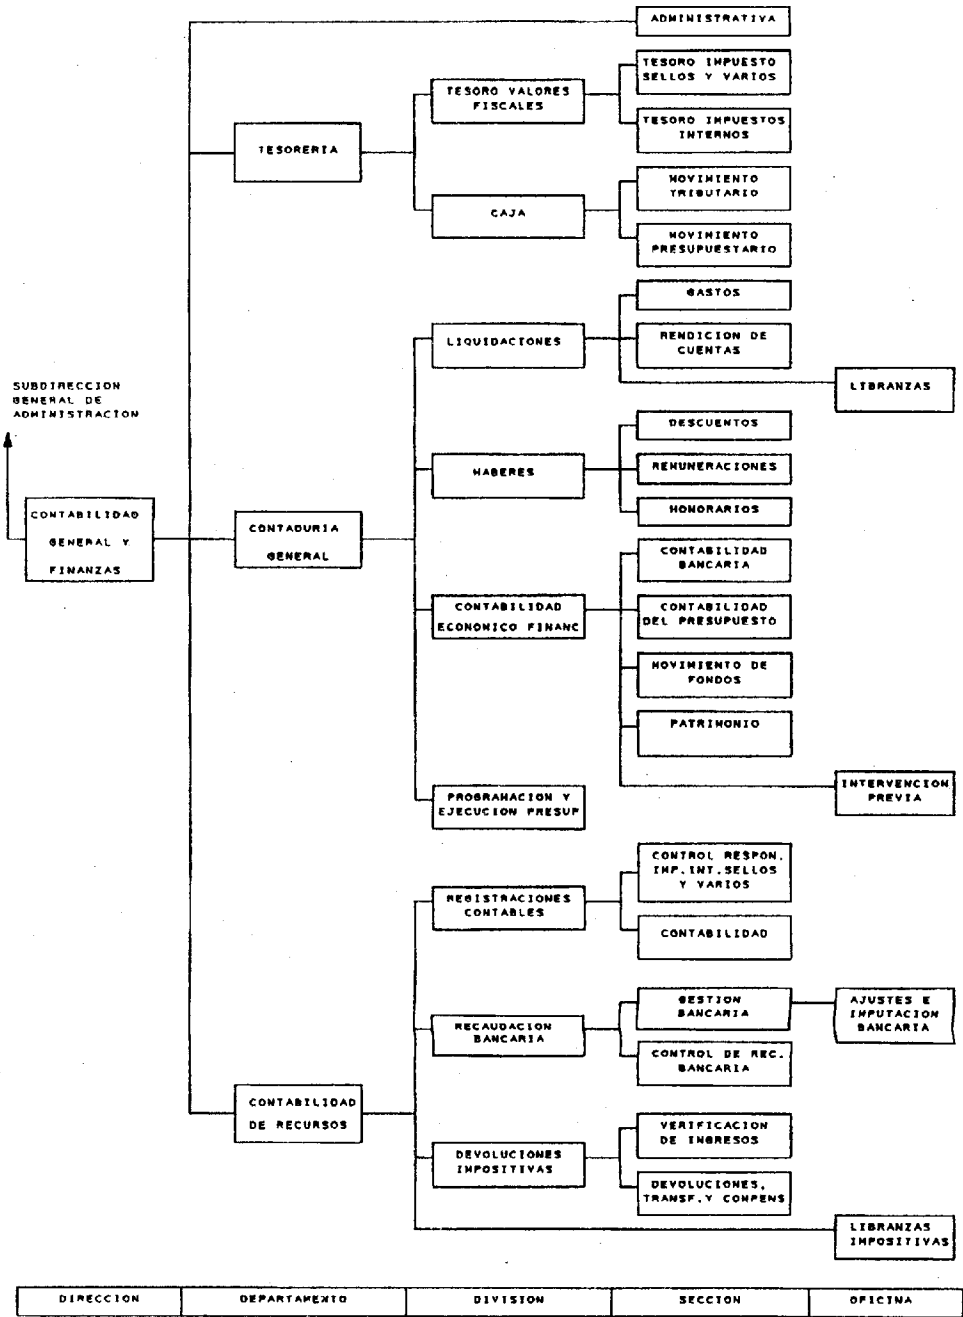 ADMINISTRATIVA
TESORO IMPUESTO
SELLOS Y VARIOS
TESORO VALORES
FISCALES
TESORO IMPUESTOS
INTERNOS
TESORERIA
MOVIMIENTO
TRIBUTARIO
CAJA
MOVIMIENTO
PRESUPUESTARIO
GASTOS
LIQUIDACIONES
RENDICION DE
CUENTAS
LIBRANZAS
SUBDIRECCION
GENERAL DE
ADMINISTRACION
DESCUENTOS
HABERES
REMUNERACIONES
HONORARIOS
CONTABILIDAD
GENERAL Y
FINANZAS
CONTADURIA
GENERAL
CONTABILIDAD
BANCARIA
CONTABILIDAD
ECONOMICO FINANC
CONTABILIDAD
DEL PRESUPUESTO
MOVIMIENTO DE
FONDOS
PATRIMONIO
INTERVENCION
PREVIA
PROGRAMACION Y
EJECUCION PRESUP
CONTROL RESPON.
IMP.INT.SELLOS
Y VARIOS
REGISTRACIONES
CONTABLES
CONTABILIDAD
GESTION
BANCARIA
AJUSTES E
IMPUTACION
BANCARIA
RECAUDACION
BANCARIA
CONTROL DE REC.
BANCARIA
CONTABILIDAD
DE RECURSOS
VERIFICACION
DE INGRESOS
DEVOLUCIONES
IMPOSITIVAS
DEVOLUCIONES,
TRANSF.Y COMPENS
LIBRANZAS
IMPOSITIVAS
DIRECCION DEPARTAMENTO DIVISION SECCION OFICINA